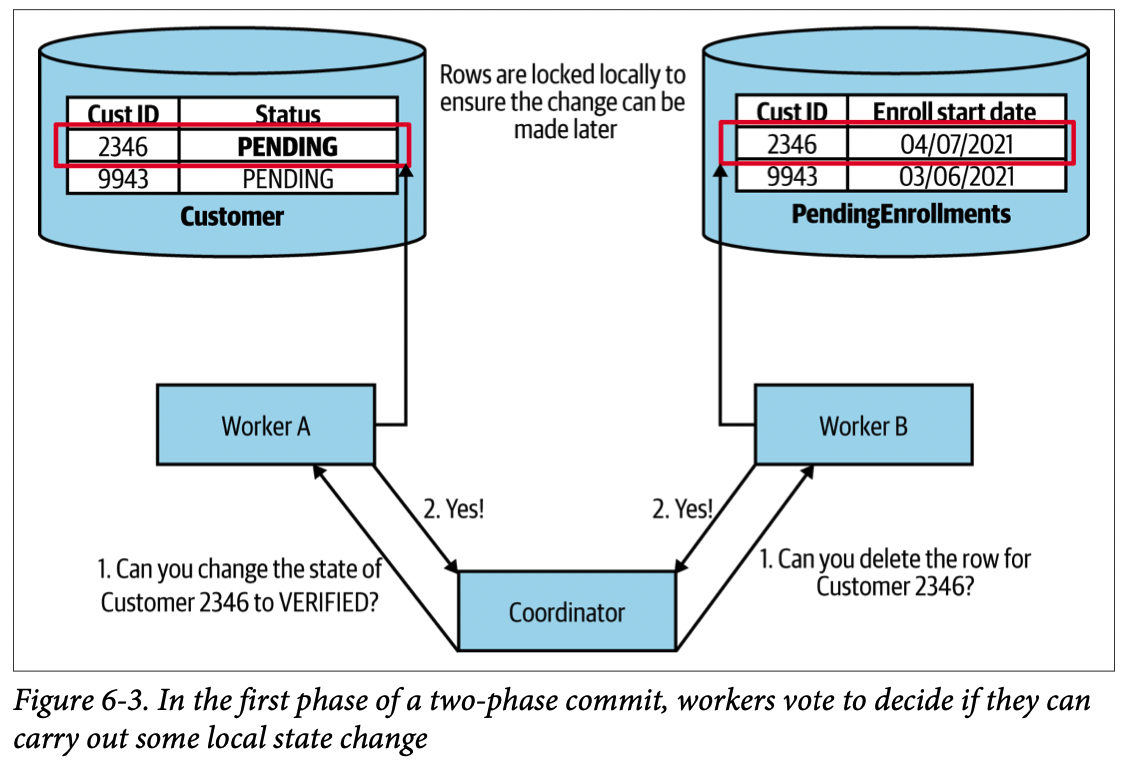 Rows are locked locally to
ensure the change can be
made later
Cust ID Status
2346 PENDING
9943 PENDING
Customer
Cust ID Enroll start date
2346 04/07/2021
9943 03/06/2021
PendingEnrollments
Worker A
Worker B
2. Yes!
2. Yes!
1. Can you change the state of
Customer 2346 to VERIFIED?
1. Can you delete the row for
Customer 2346?
Coordinator
Figure 6-3. In the first phase of a two-phase commit, workers vote to decide if they can
carry out some local state change